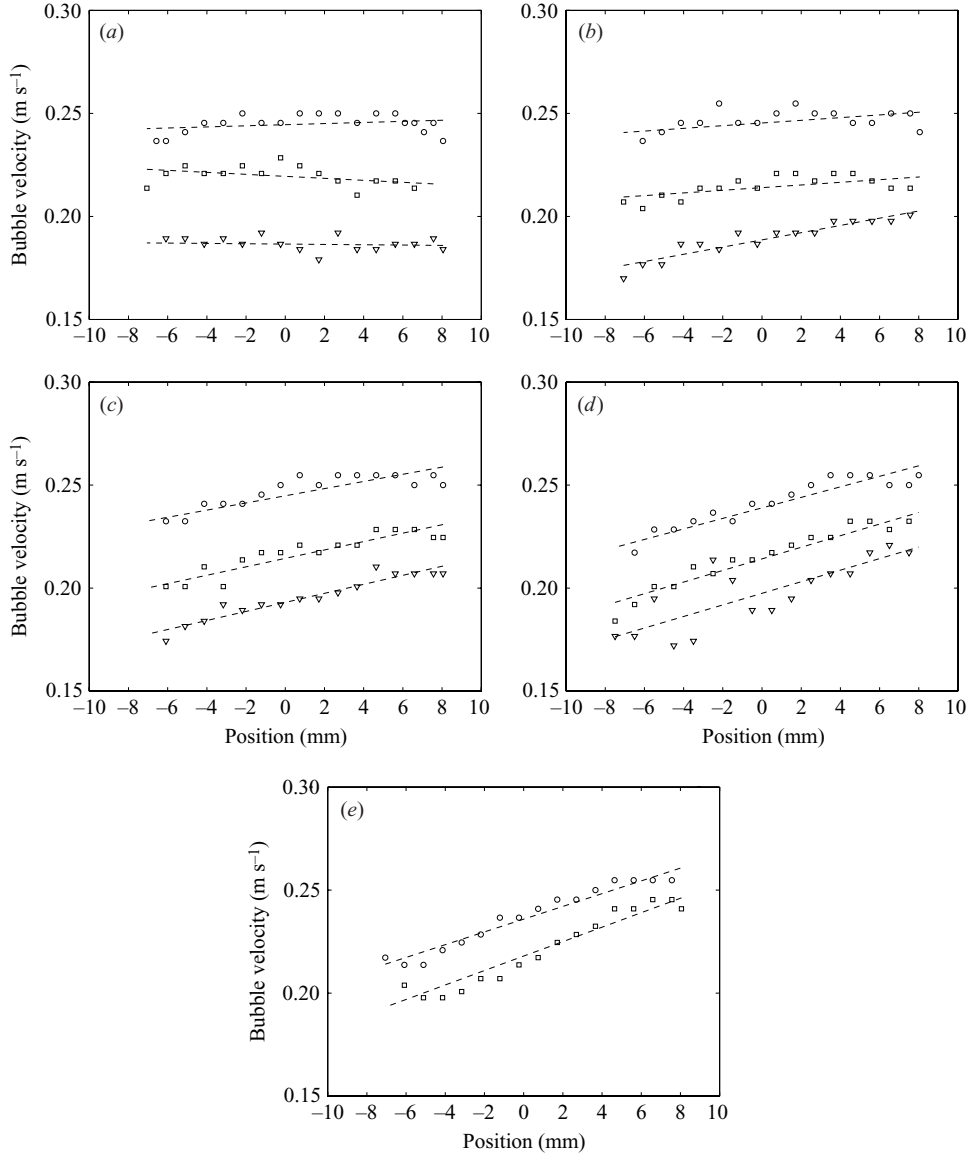 0.30
(a)
0.25
0.20
0.15
Bubble velocity (m s–1)
–10 –8 –6 –4 –2 0 2 4 6 8 10
0.30
(b)
0.25
0.20
0.15
–10 –8 –6 –4 –2 0 2 4 6 8 10
0.30
(c)
0.25
0.20
0.15
Bubble velocity (m s–1)
–10 –8 –6 –4 –2 0 2 4 6 8 10
Position (mm)
0.30
(d)
0.25
0.20
0.15
–10 –8 –6 –4 –2 0 2 4 6 8 10
Position (mm)
0.30
(e)
0.25
0.20
0.15
Bubble velocity (m s–1)
–10 –8 –6 –4 –2 0 2 4 6 8 10
Position (mm)